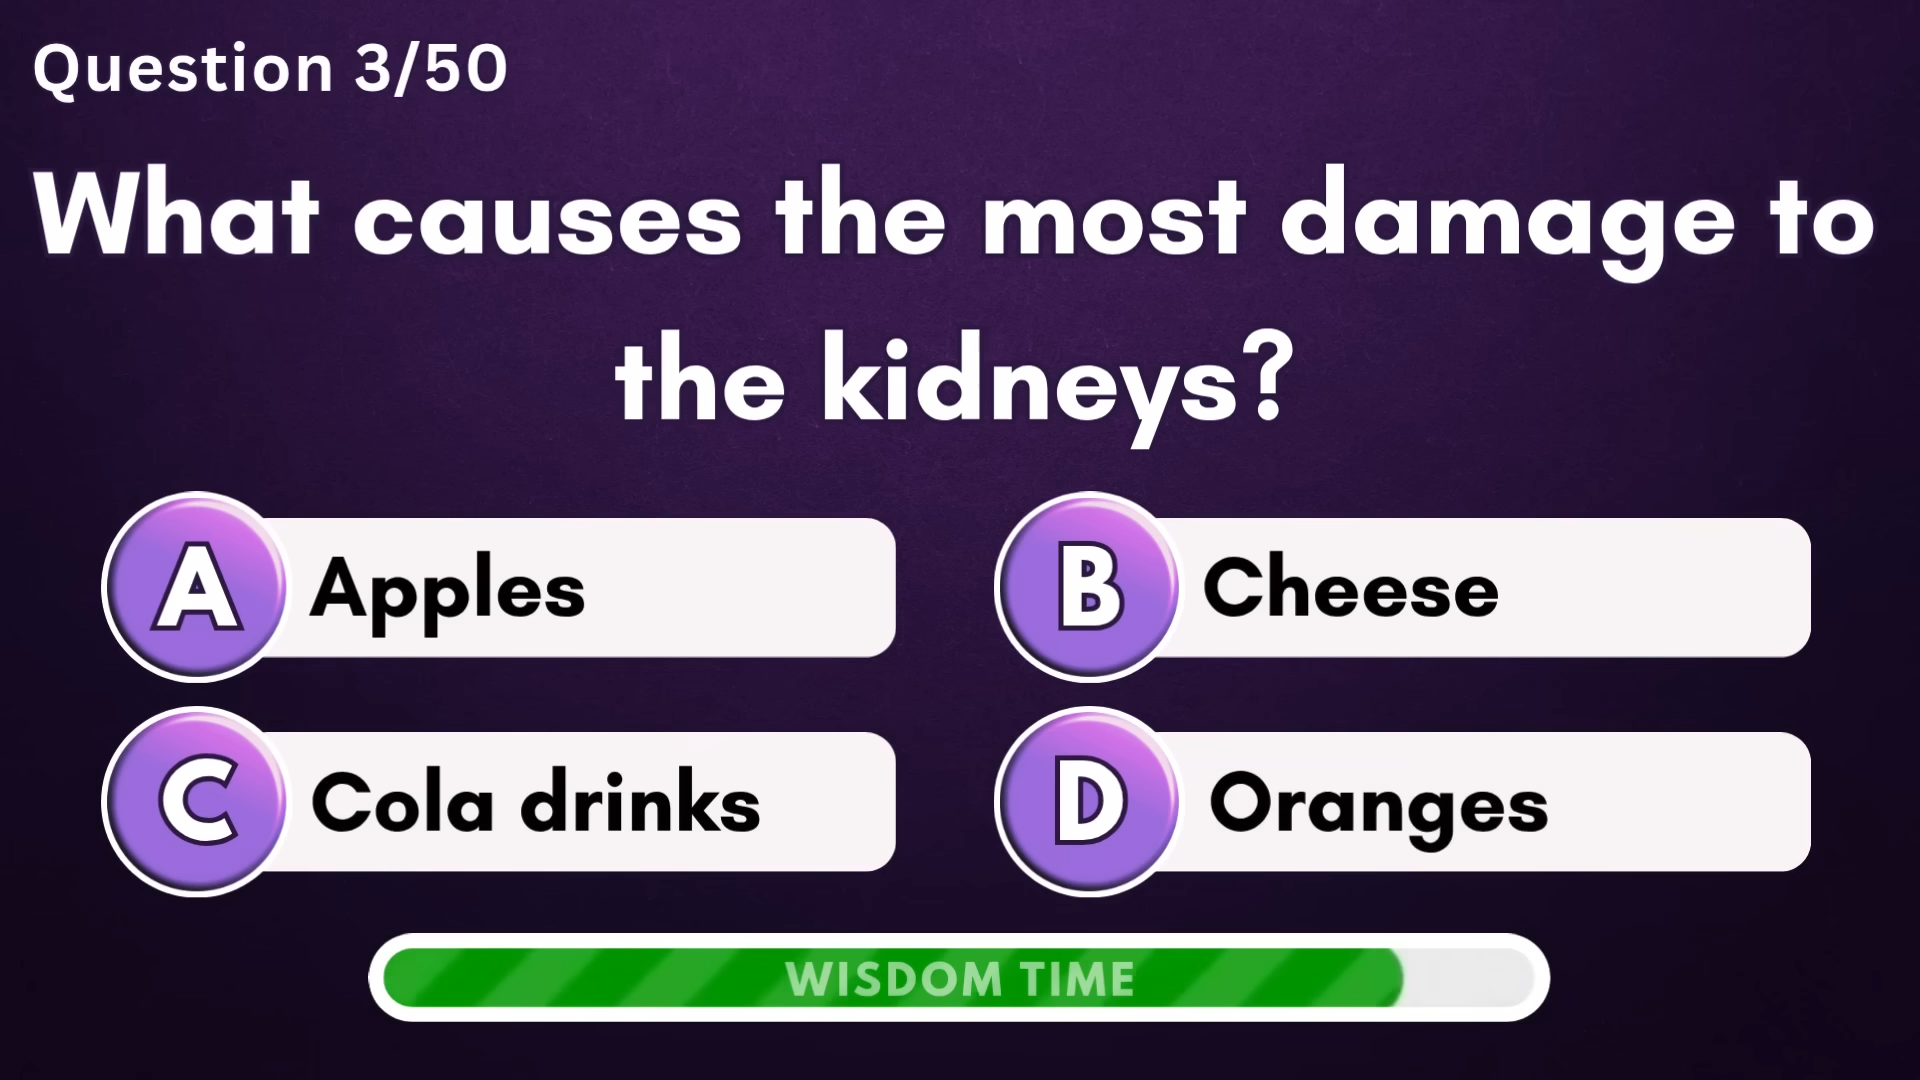 Question 3/50
What causes the most damage to
the kidneys?
A Apples
B Cheese
C Cola drinks
D Oranges
WISDOM TIME